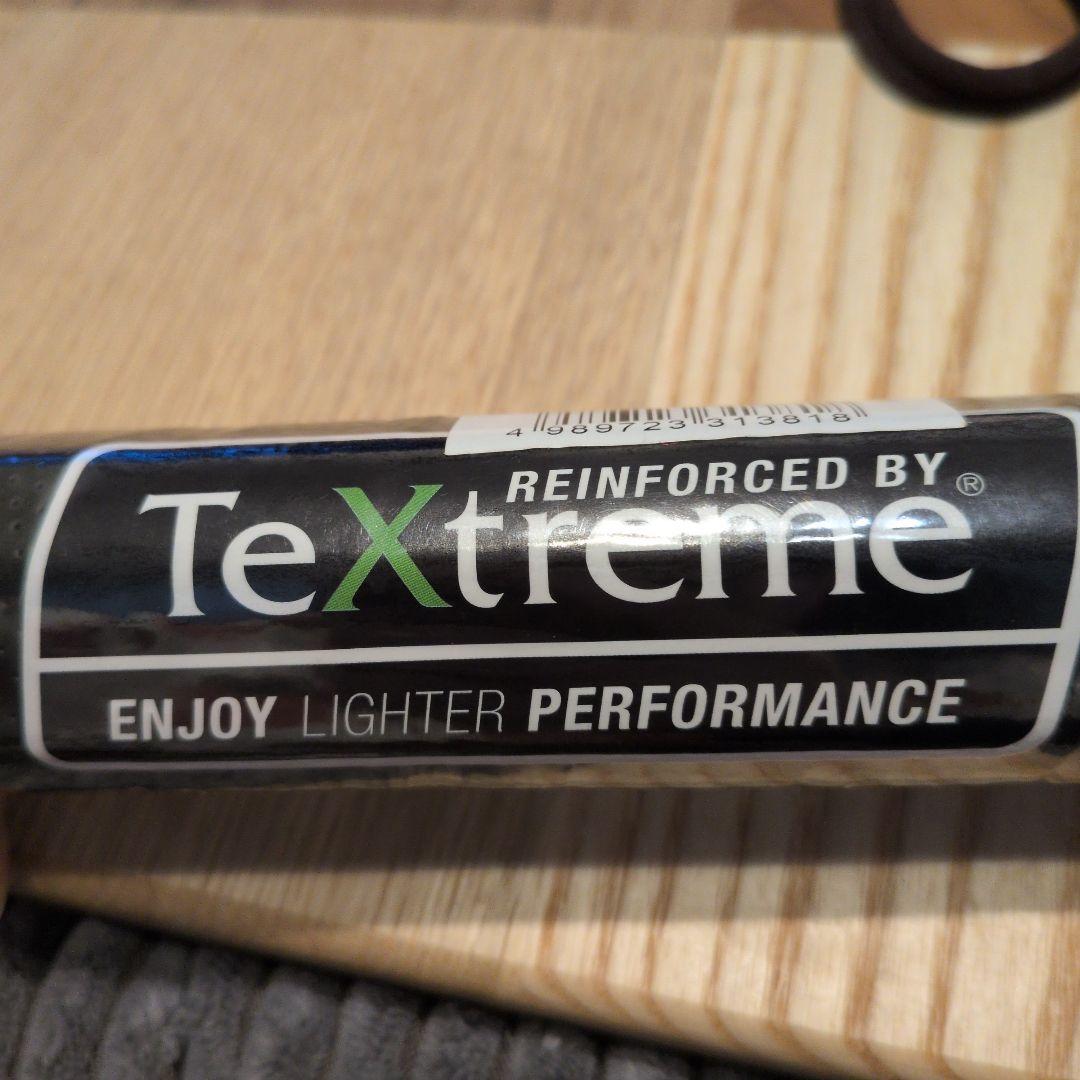 4 989723 313818
REINFORCED BY
TeXtreme®
ENJOY LIGHTER PERFORMANCE